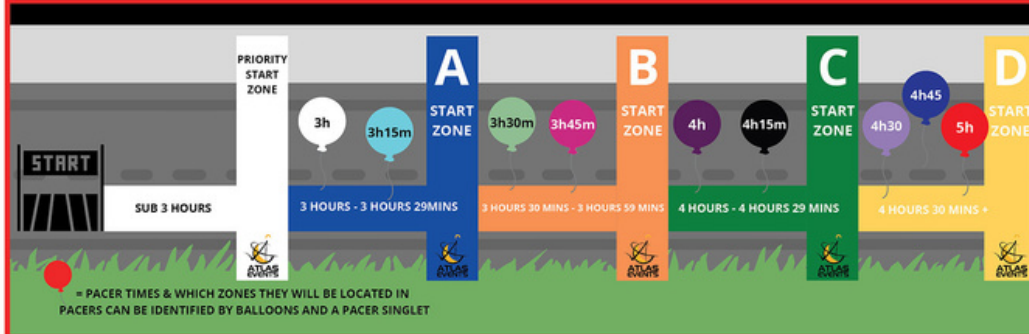 START
SUB 3 HOURS
PRIORITY
START
ZONE
ATLAS
EVENTS
3h
3h15m
3 HOURS - 3 HOURS 29MINS
A
START
ZONE
ATLAS
EVENTS
3h30m
3h45m
3 HOURS 30 MINS - 3 HOURS 59 MINS
B
START
ZONE
ATLAS
EVENTS
4h
4h15m
4 HOURS - 4 HOURS 29 MINS
C
START
ZONE
ATLAS
EVENTS
4h30
4h45
5h
4 HOURS 30 MINS +
D
START
ZONE
ATLAS
EVENTS
= PACER TIMES & WHICH ZONES THEY WILL BE LOCATED IN
PACERS CAN BE IDENTIFIED BY BALLOONS AND A PACER SINGLET